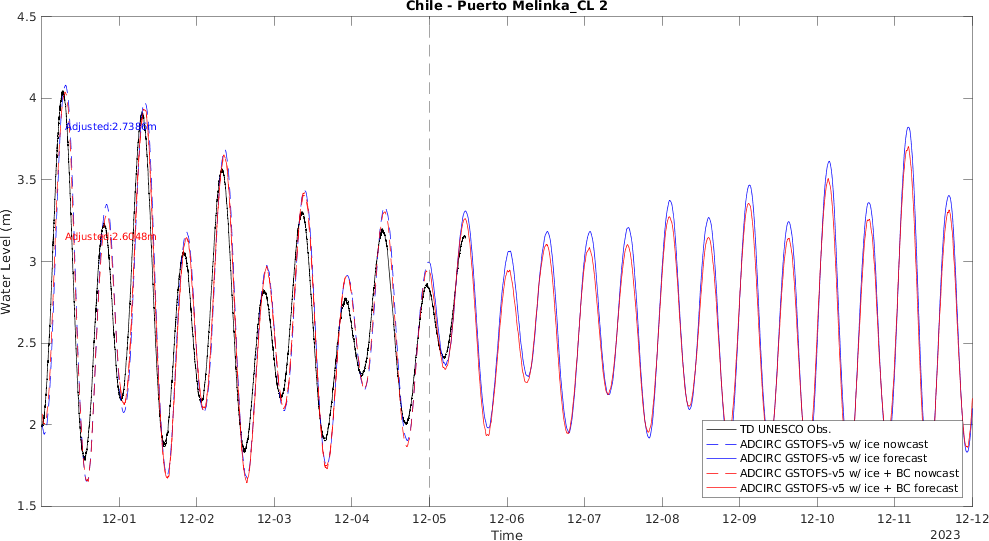 Chile - Puerto Melinka_CL 2
4.5
4
3.5
3
2.5
2
1.5
Water Level (m)
Adjusted:2.7386m
Adjusted:2.6048m
TD UNESCO Obs.
ADCIRC GSTOFS-v5 w/ ice nowcast
ADCIRC GSTOFS-v5 w/ ice forecast
ADCIRC GSTOFS-v5 w/ ice + BC nowcast
ADCIRC GSTOFS-v5 w/ ice + BC forecast
12-01 12-02 12-03 12-04 12-05 12-06 12-07 12-08 12-09 12-10 12-11 12-12
Time
2023